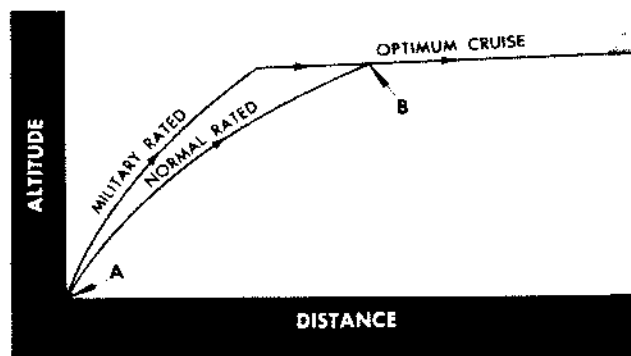 OPTIMUM CRUISE
B
MILITARY RATED
NORMAL RATED
ALTITUDE
A
DISTANCE